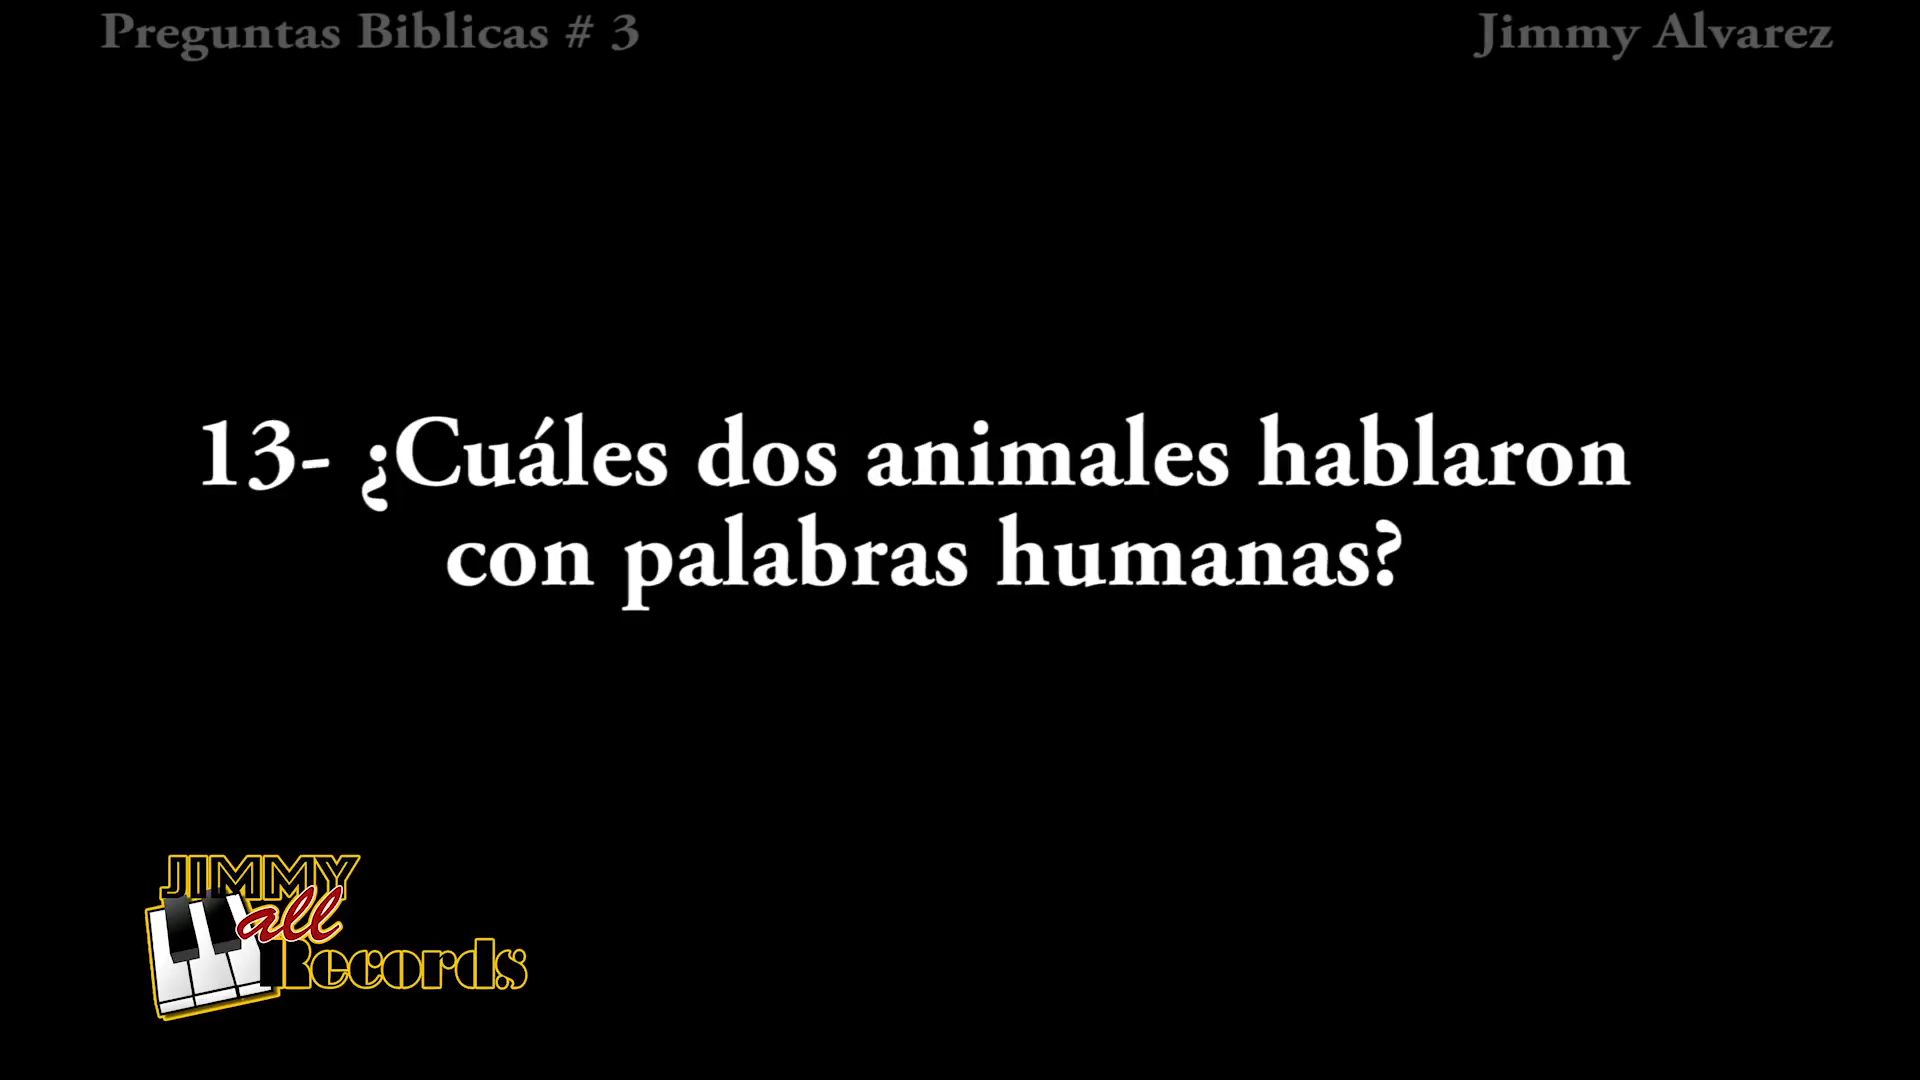 Preguntas Biblicas # 3
Jimmy Alvarez
13- ¿Cuáles dos animales hablaron
con palabras humanas?
JIMMY
all
Records